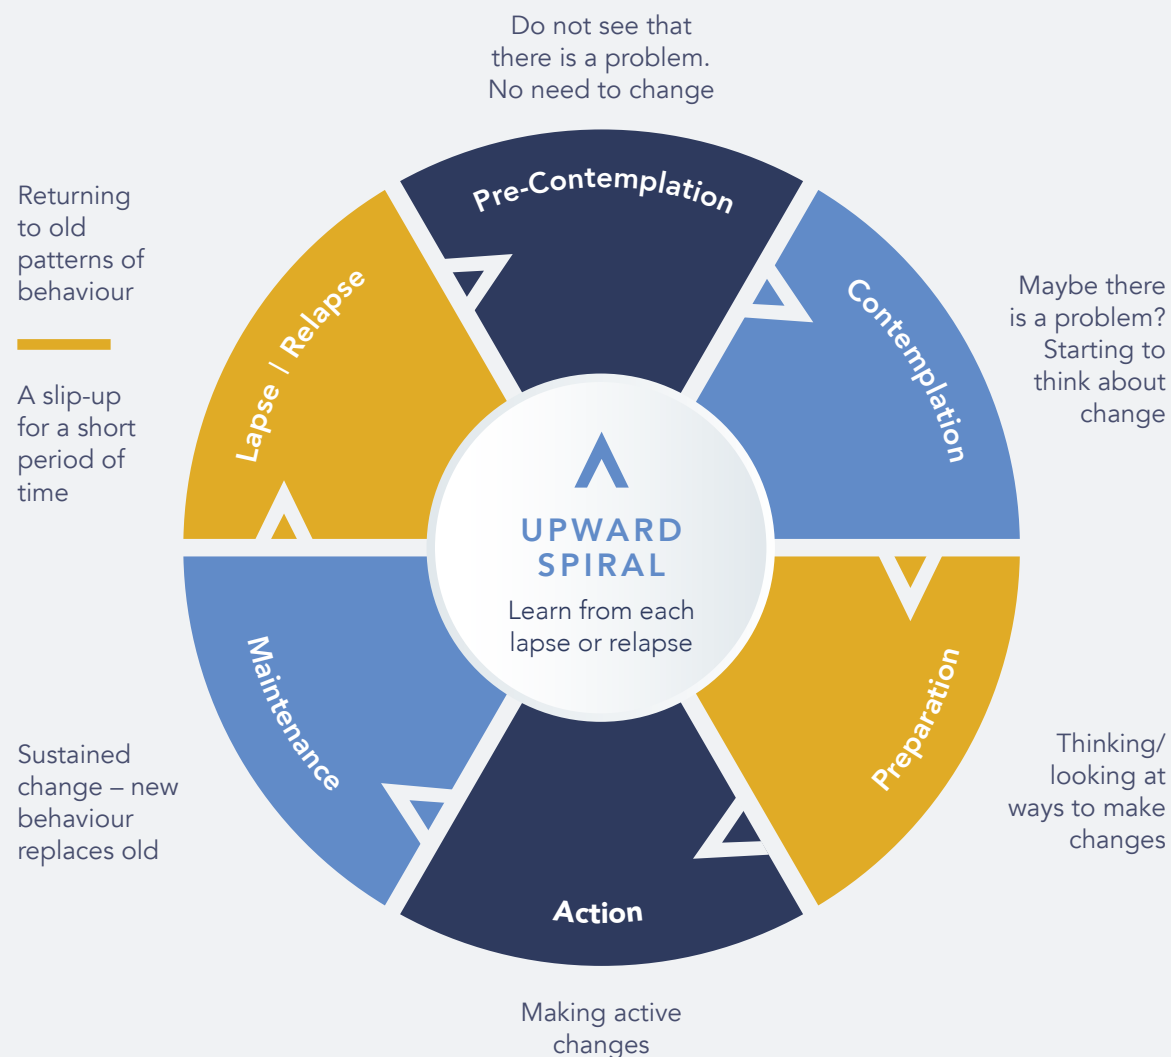 Do not see that
there is a problem.
No need to change
Pre-Contemplation
Contemplation
Maybe there
is a problem?
Starting to
think about
change
Preparation
Thinking/
looking at
ways to make
changes
Action
Making active
changes
Maintenance
Sustained
change – new
behaviour
replaces old
Lapse / Relapse
Returning
to old
patterns of
behaviour
A slip-up
for a short
period of
time
UPWARD
SPIRAL
Learn from each
lapse or relapse